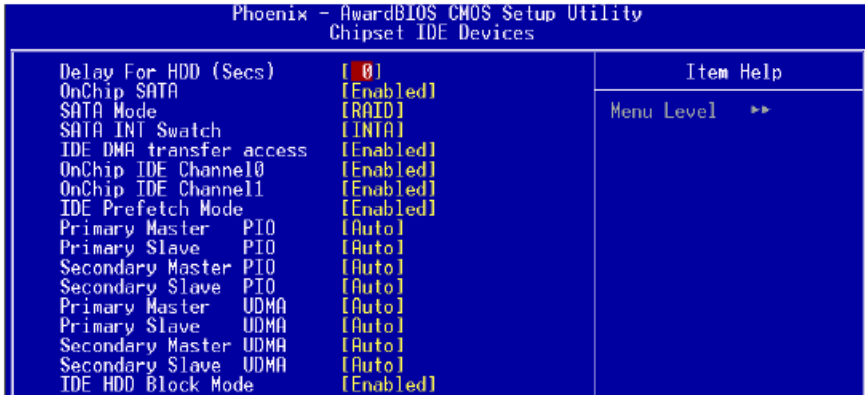 Phoenix - AwardBIOS CMOS Setup Utility
Chipset IDE Devices
Delay For HDD (Secs) [ 0]
OnChip SATA [Enabled]
SATA Mode [RAID]
SATA INT Swatch [INTA]
IDE DMA transfer access [Enabled]
OnChip IDE Channel0 [Enabled]
OnChip IDE Channel1 [Enabled]
IDE Prefetch Mode [Enabled]
Primary Master PIO [Auto]
Primary Slave PIO [Auto]
Secondary Master PIO [Auto]
Secondary Slave PIO [Auto]
Primary Master UDMA [Auto]
Primary Slave UDMA [Auto]
Secondary Master UDMA [Auto]
Secondary Slave UDMA [Auto]
IDE HDD Block Mode [Enabled]
Item Help
Menu Level ►►